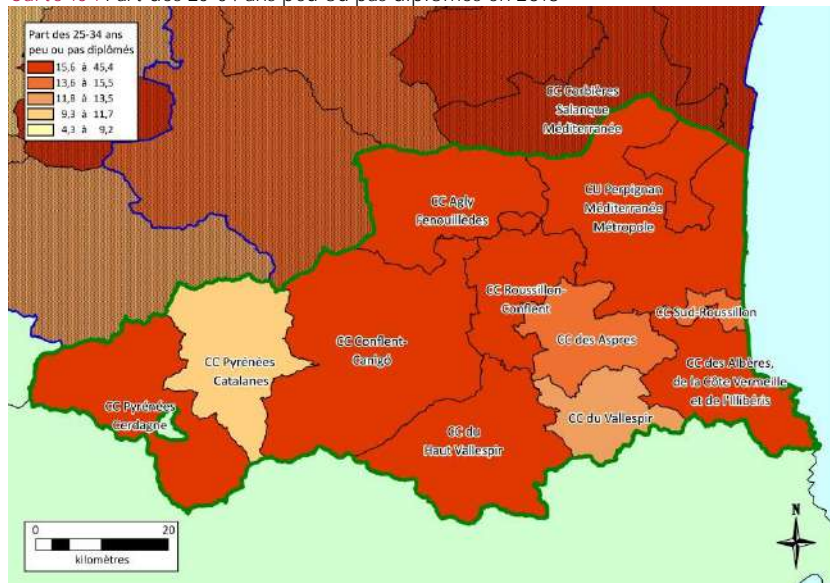 Part des 25-34 ans
peu ou pas diplômés
15,6 à 45,4
13,6 à 15,5
11,8 à 13,5
9,3 à 11,7
4,3 à 9,2
CC Corbières
Salanque
Méditerranée
CC Agly
Fenouillèdes
CU Perpignan
Méditerranée
Métropole
CC Roussillon-
Conflent
CC Sud-Roussillon
CC Conflent-
Canigó
CC des Aspres
CC Pyrénées
Catalanes
CC des Albères,
de la Côte Vermeille
et de l'Illibéris
CC Pyrénées
Cerdagne
CC du Vallespir
CC du
Haut Vallespir
N
0 20
kilomètres